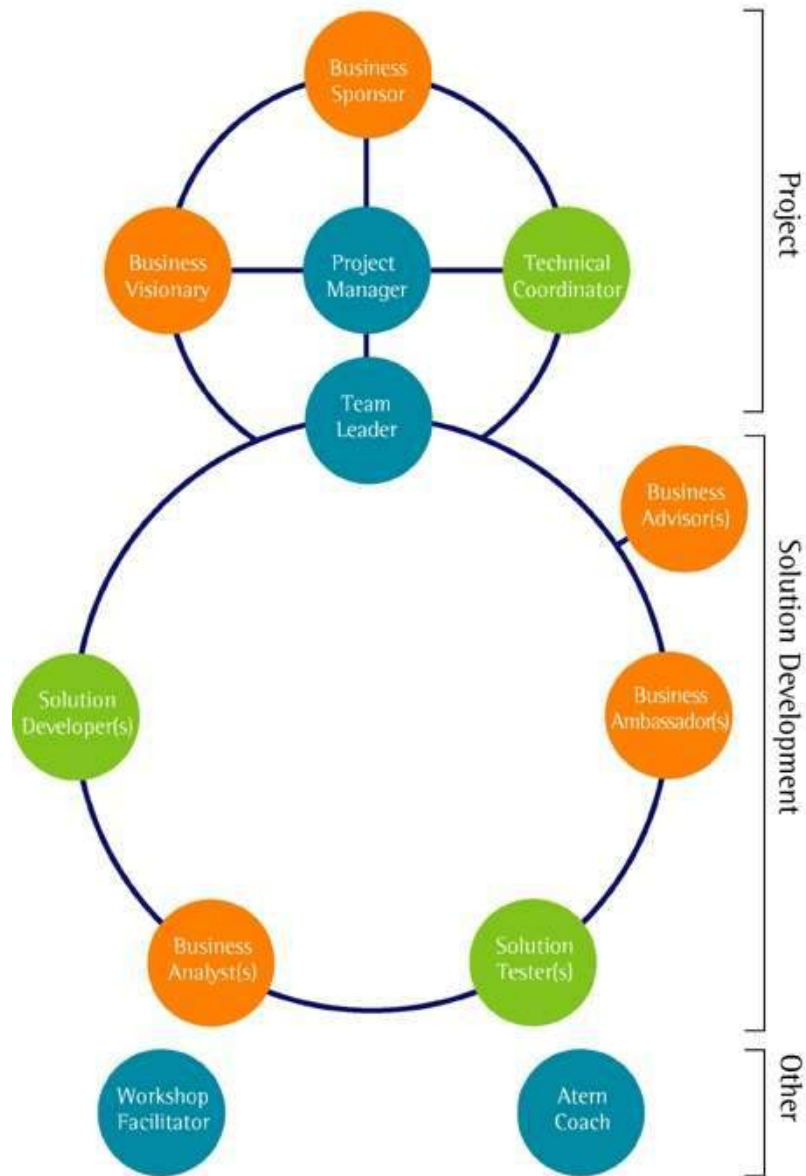 Business
Sponsor
Business
Visionary
Project
Manager
Technical
Coordinator
Team
Leader
Project
Business
Advisor(s)
Solution
Developer(s)
Business
Ambassador(s)
Business
Analyst(s)
Solution
Tester(s)
Solution Development
Workshop
Facilitator
Atern
Coach
Other